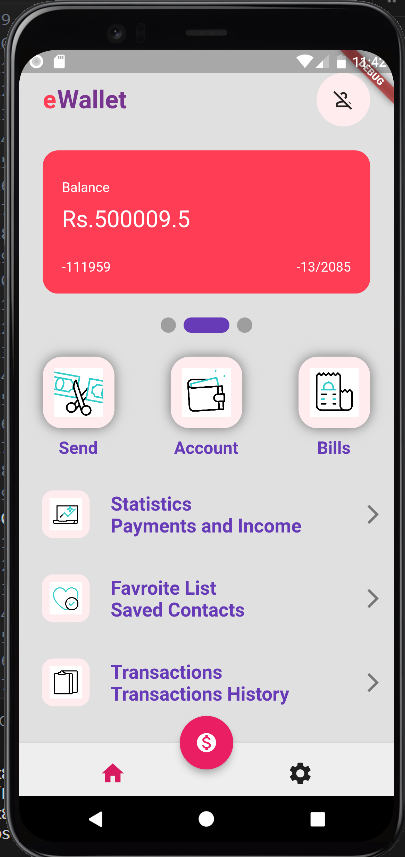 11:42
DEBUG
eWallet
Balance
Rs.500009.5
-111959
-13/2085
Send
Account
Bills
Statistics
Payments and Income
Favroite List
Saved Contacts
Transactions
Transactions History